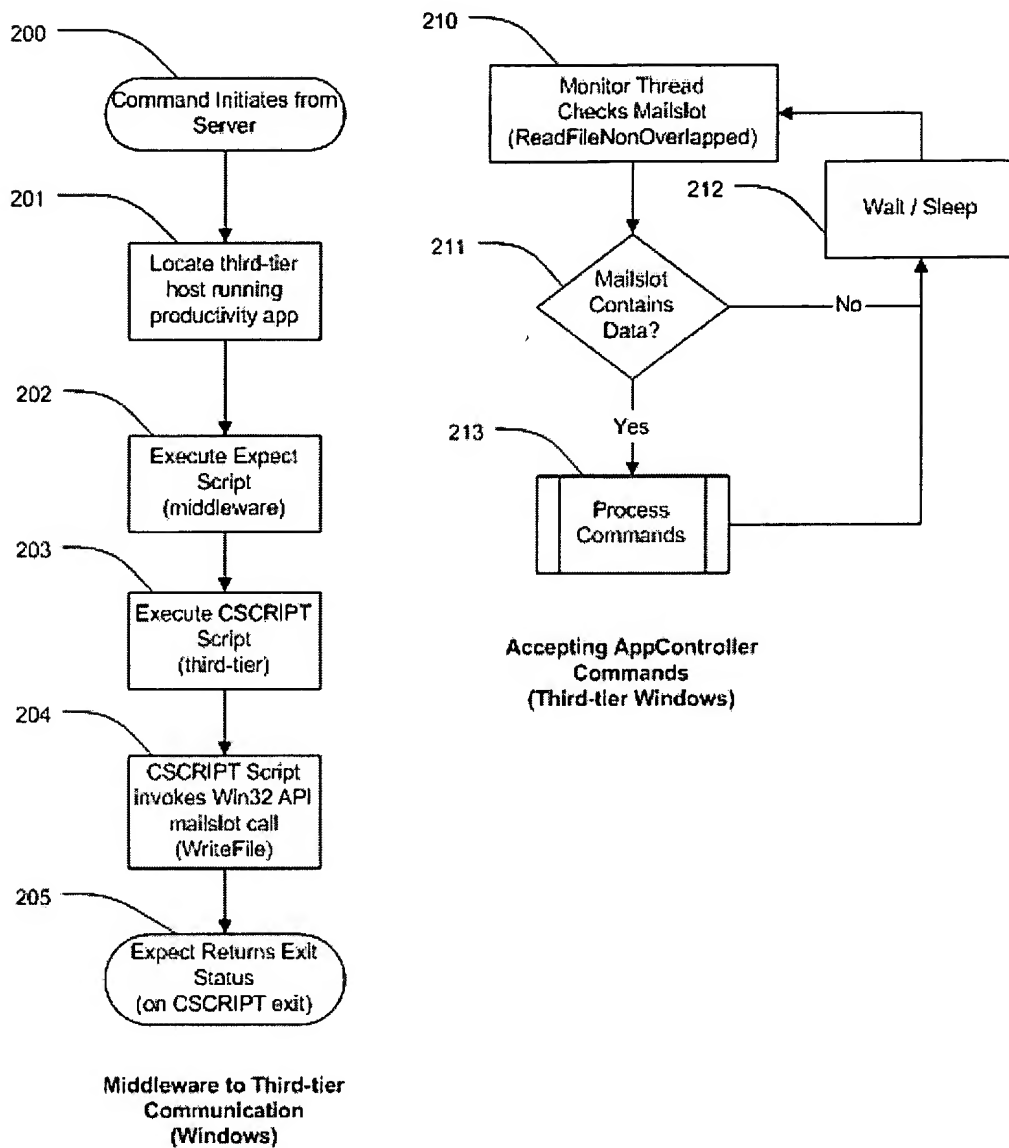 200
Command Initiates from
Server
201
Locate third-tier
host running
productivity app
202
Execute Expect
Script
(middleware)
203
Execute CSCRIPT
Script
(third-tier)
204
CSCRIPT Script
invokes Win32 API
mailslot call
(WriteFile)
205
Expect Returns Exit
Status
(on CSCRIPT exit)
Middleware to Third-tier
Communication
(Windows)
210
Monitor Thread
Checks Mailslot
(ReadFileNonOverlapped)
212
Wait / Sleep
211
Mailslot
Contains
Data?
No
Yes
213
Process
Commands
Accepting AppController
Commands
(Third-tier Windows)